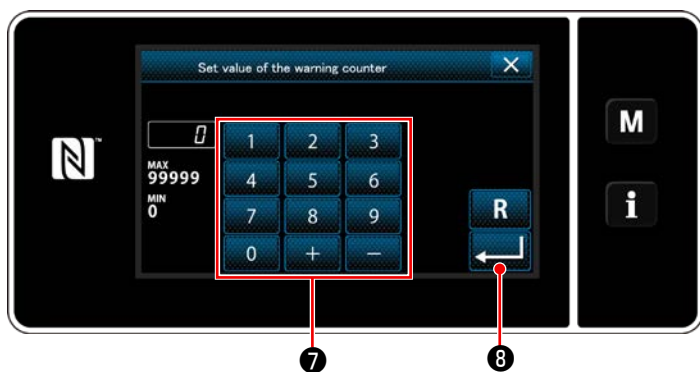 Set value of the warning counter X
0
1 2 3
MAX
99999
4 5 6
MIN
0
7 8 9
0 + −
R
M
i
N™
7
8